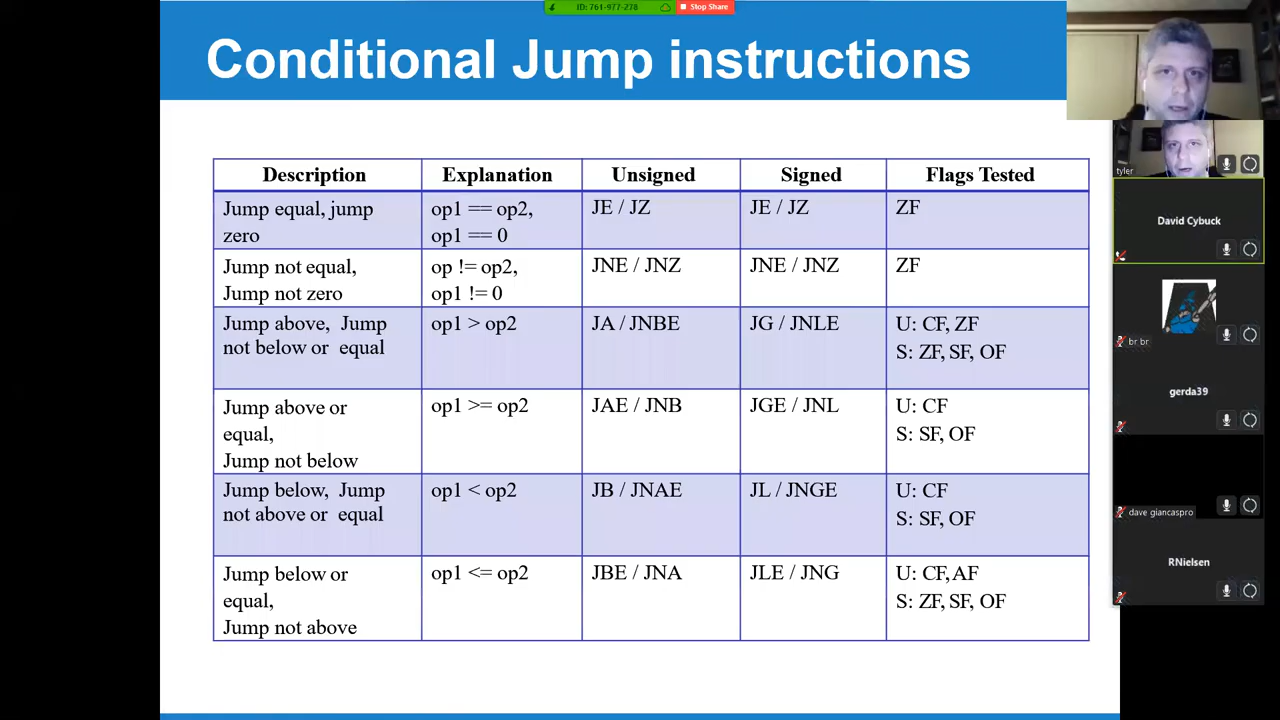 ID: 761-977-278 Stop Share
Conditional Jump instructions
Description Explanation Unsigned Signed Flags Tested
Jump equal, jump zero
op1 == op2,
op1 == 0
JE / JZ
JE / JZ
ZF
Jump not equal,
Jump not zero
op != op2,
op1 != 0
JNE / JNZ
JNE / JNZ
ZF
Jump above, Jump
not below or equal
op1 > op2
JA / JNBE
JG / JNLE
U: CF, ZF
S: ZF, SF, OF
Jump above or
equal,
Jump not below
op1 >= op2
JAE / JNB
JGE / JNL
U: CF
S: SF, OF
Jump below, Jump
not above or equal
op1 < op2
JB / JNAE
JL / JNGE
U: CF
S: SF, OF
Jump below or
equal,
Jump not above
op1 <= op2
JBE / JNA
JLE / JNG
U: CF, AF
S: ZF, SF, OF
tyler
David Cybuck
br br
gerda39
dave giancaspro
RNielsen